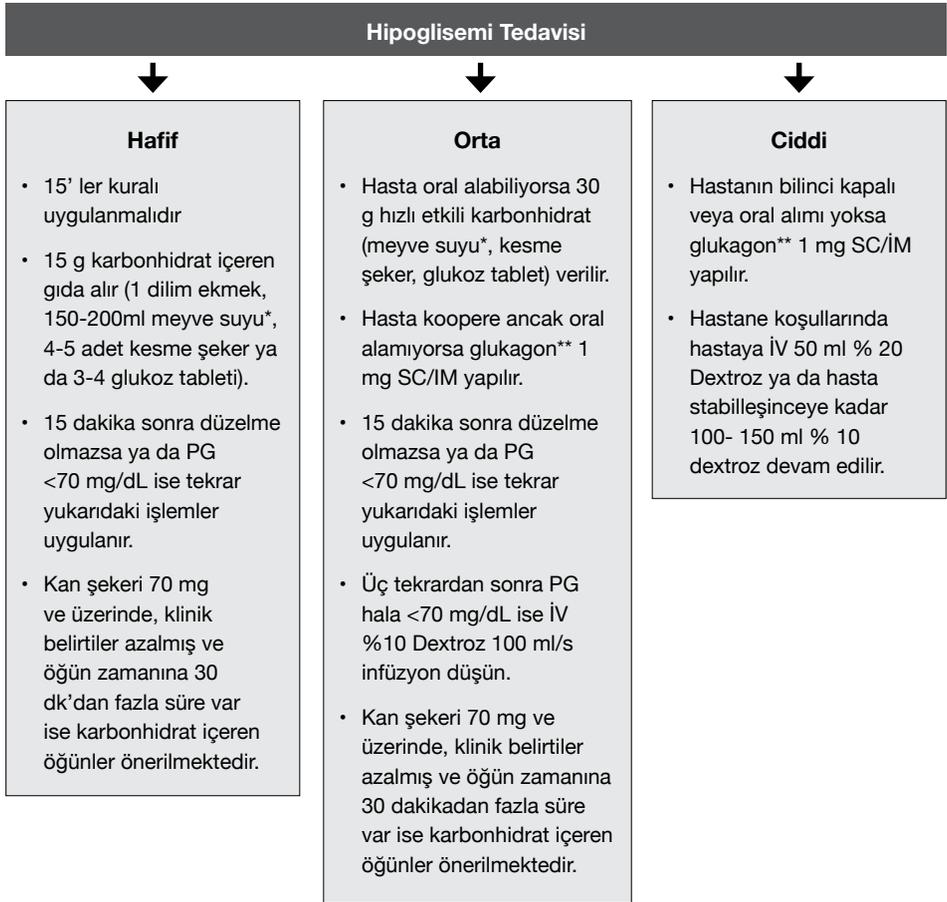 Hipoglisemi Tedavisi
Hafif
• 15’ ler kuralı
uygulanmalıdır
• 15 g karbonhidrat içeren
gıda alır (1 dilim ekmek,
150-200ml meyve suyu*,
4-5 adet kesme şeker ya
da 3-4 glukoz tableti).
• 15 dakika sonra düzelme
olmazsa ya da PG
<70 mg/dL ise tekrar
yukarıdaki işlemler
uygulanır.
• Kan şekeri 70 mg
ve üzerinde, klinik
belirtiler azalmış ve
öğün zamanına 30
dk’dan fazla süre var
ise karbonhidrat içeren
öğünler önerilmektedir.
Orta
• Hasta oral alabiliyorsa 30
g hızlı etkili karbonhidrat
(meyve suyu*, kesme
şeker, glukoz tablet) verilir.
• Hasta koopere ancak oral
alamıyorsa glukagon** 1
mg SC/IM yapılır.
• 15 dakika sonra düzelme
olmazsa ya da PG
<70 mg/dL ise tekrar
yukarıdaki işlemler
uygulanır.
• Üç tekrardan sonra PG
hala <70 mg/dL ise İV
%10 Dextroz 100 ml/s
infüzyon düşün.
• Kan şekeri 70 mg ve
üzerinde, klinik belirtiler
azalmış ve öğün zamanına
30 dakikadan fazla süre
var ise karbonhidrat içeren
öğünler önerilmektedir.
Ciddi
• Hastanın bilinci kapalı
veya oral alımı yoksa
glukagon** 1 mg SC/İM
yapılır.
• Hastane koşullarında
hastaya İV 50 ml % 20
Dextroz ya da hasta
stabilleşinceye kadar
100- 150 ml % 10
dextroz devam edilir.